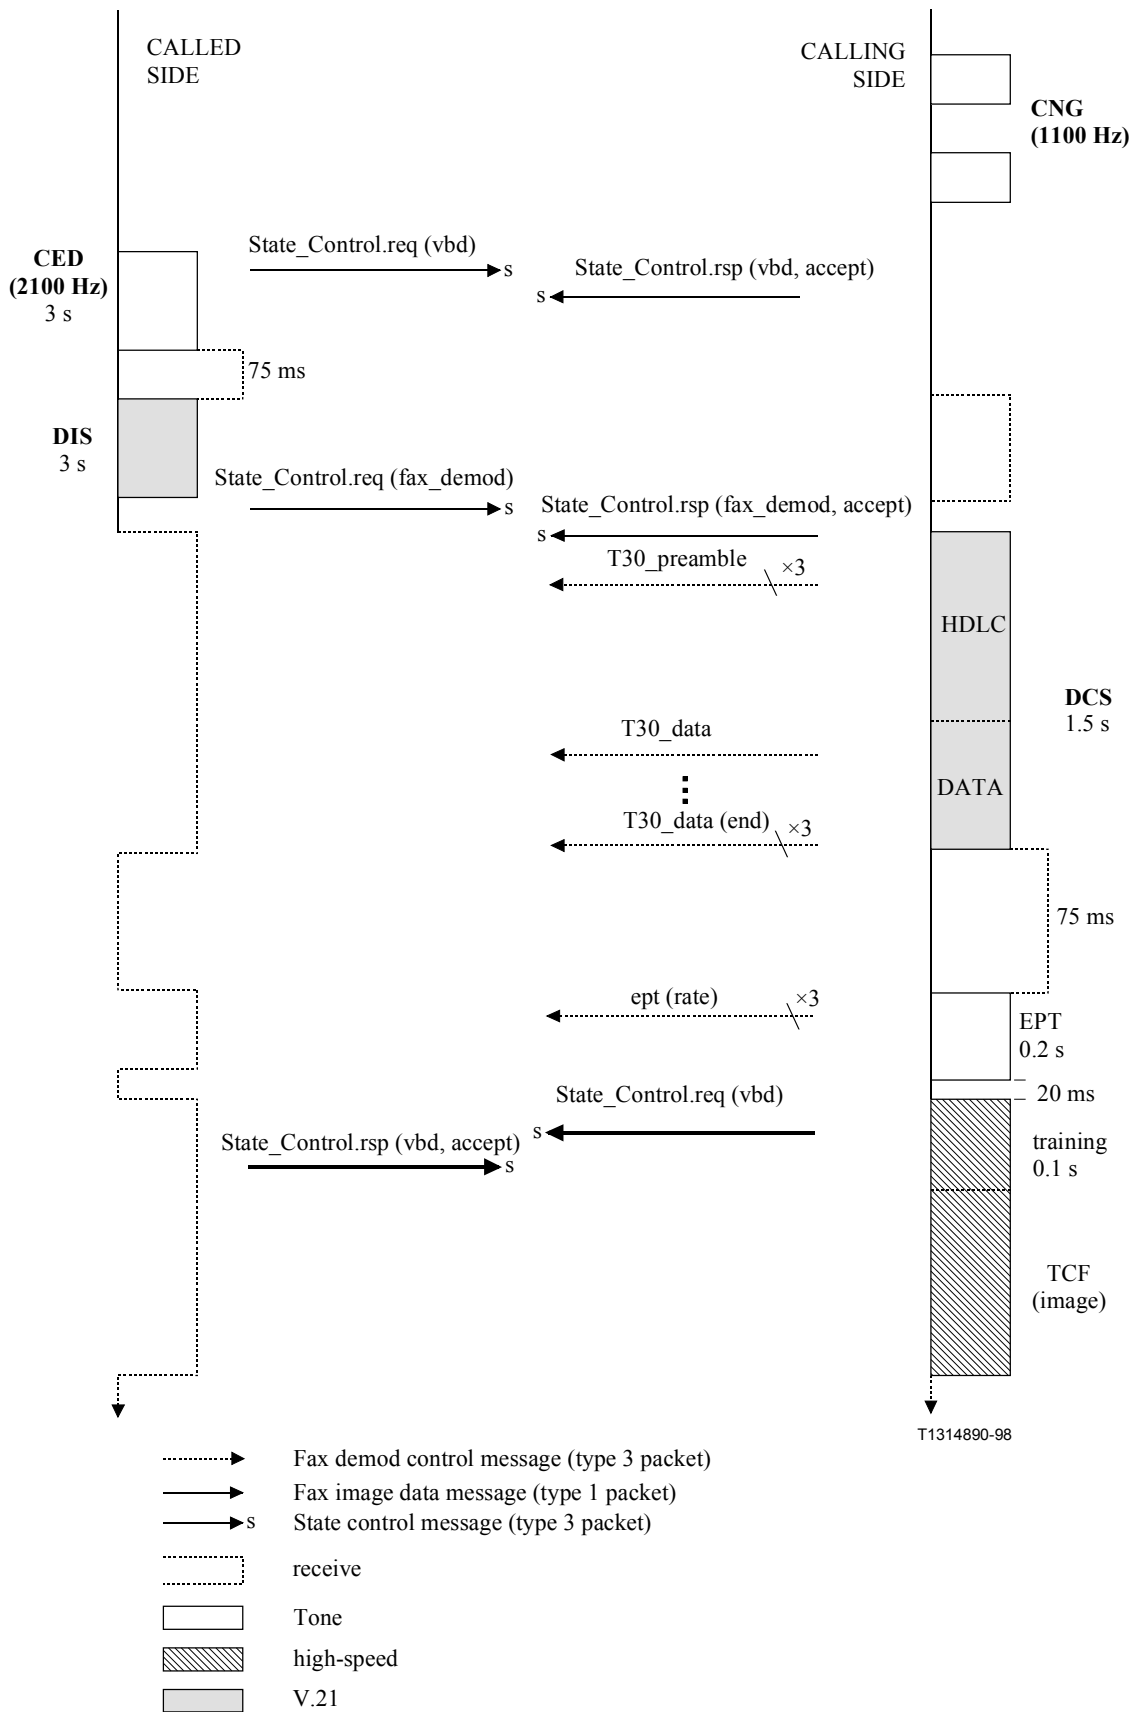 CALLED
SIDE
CALLING
SIDE
CNG
(1100 Hz)
State_Control.req (vbd)
s
State_Control.rsp (vbd, accept)
s
CED
(2100 Hz)
3 s
75 ms
DIS
3 s
State_Control.req (fax_demod)
s
State_Control.rsp (fax_demod, accept)
s
T30_preamble
×3
HDLC
DCS
1.5 s
T30_data
DATA
T30_data (end)
×3
75 ms
ept (rate)
×3
EPT
0.2 s
20 ms
State_Control.req (vbd)
s
State_Control.rsp (vbd, accept)
s
training
0.1 s
TCF
(image)
T1314890-98
Fax demod control message (type 3 packet)
Fax image data message (type 1 packet)
s State control message (type 3 packet)
receive
Tone
high-speed
V.21